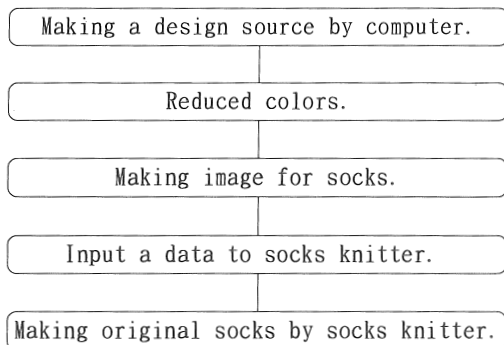 Making a design source by computer.
Reduced colors.
Making image for socks.
Input a data to socks knitter.
Making original socks by socks knitter.